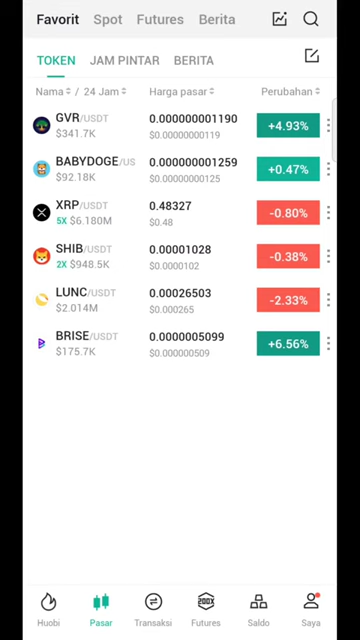 Favorit Spot Futures Berita
TOKEN JAM PINTAR BERITA
Nama / 24 Jam Harga pasar Perubahan
GVR/USDT 0.000000001190 +4.93%
$341.7K $0.00000000119
BABYDOGE/US 0.000000001259 +0.47%
$92.18K $0.00000000125
XRP/USDT 0.48327 -0.80%
5X $6.180M $0.48
SHIB/USDT 0.00001028 -0.38%
2X $948.5K $0.0000102
LUNC/USDT 0.00026503 -2.33%
$2.014M $0.000265
BRISE/USDT 0.0000005099 +6.56%
$175.7K $0.000000509
200X
Huobi Pasar Transaksi Futures Saldo Saya